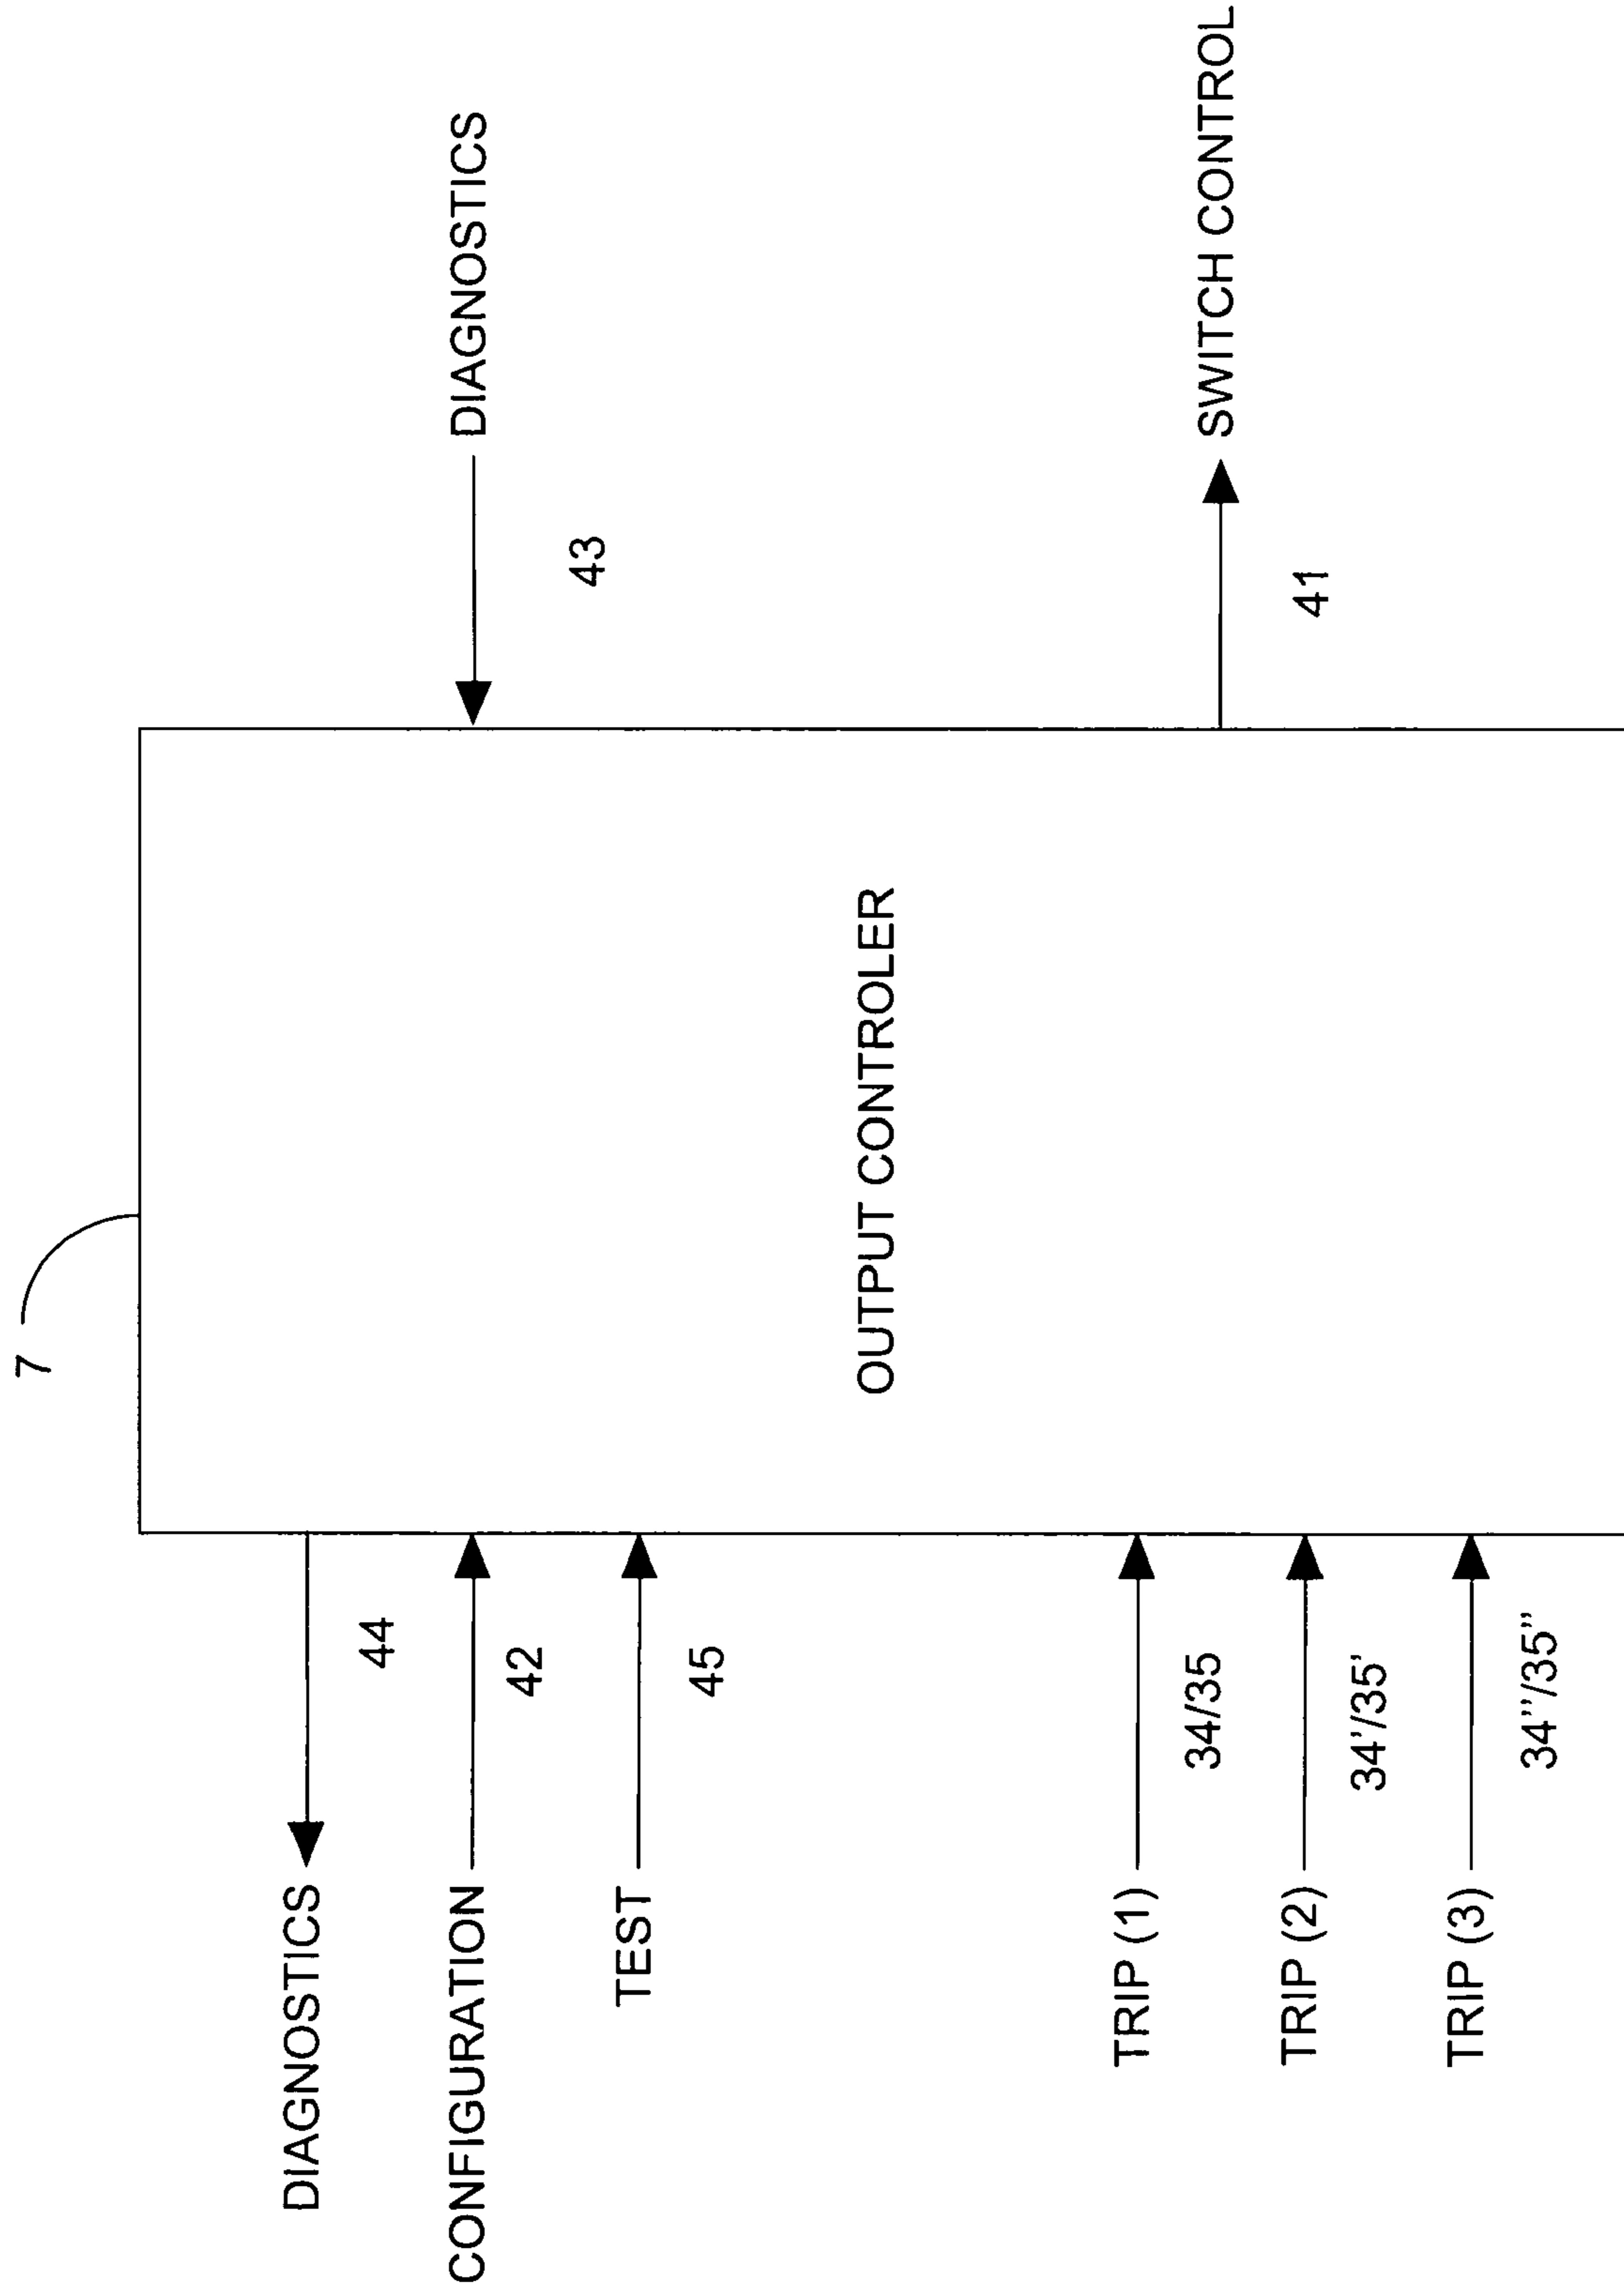 7
DIAGNOSTICS
44
CONFIGURATION
42
TEST
45
TRIP (1)
34/35
TRIP (2)
34'/35'
TRIP (3)
34''/35''
OUTPUT CONTROLER
DIAGNOSTICS
43
SWITCH CONTROL
41